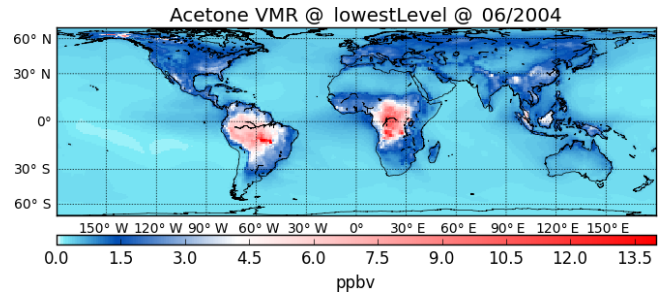 Acetone VMR @ lowestLevel @ 06/2004
60° N
30° N
0°
30° S
60° S
150° W 120° W 90° W 60° W 30° W 0° 30° E 60° E 90° E 120° E 150° E
0.0 1.5 3.0 4.5 6.0 7.5 9.0 10.5 12.0 13.5
ppbv